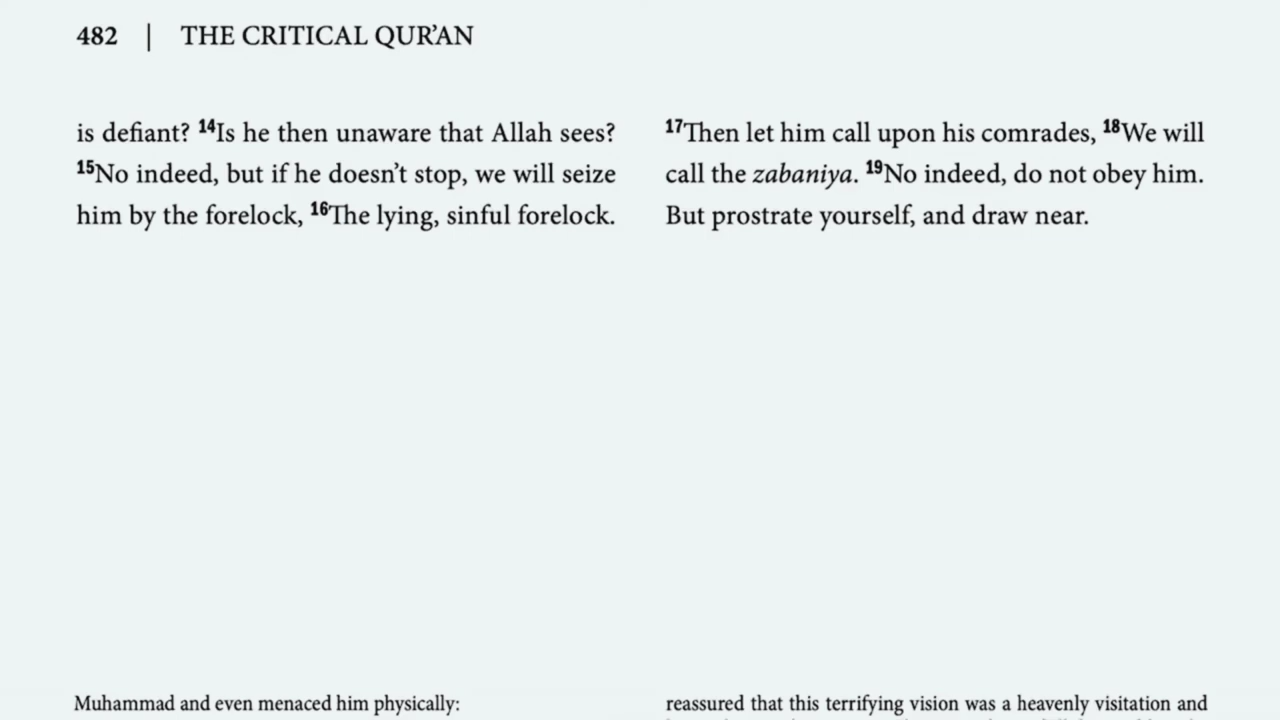 482 | THE CRITICAL QUR’AN
is defiant? 14Is he then unaware that Allah sees?
15No indeed, but if he doesn’t stop, we will seize
him by the forelock, 16The lying, sinful forelock.
17Then let him call upon his comrades, 18We will
call the zabaniya. 19No indeed, do not obey him.
But prostrate yourself, and draw near.
Muhammad and even menaced him physically:
reassured that this terrifying vision was a heavenly visitation and